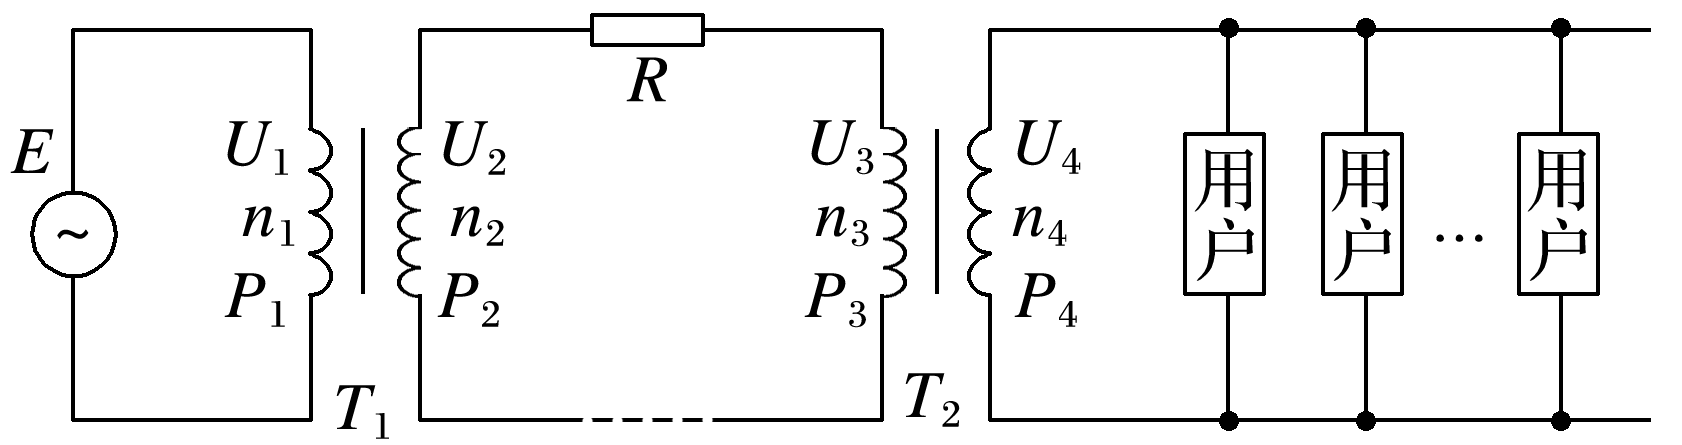 R
E
U₁
n₁
P₁
U₂
n₂
P₂
U₃
n₃
P₃
U₄
n₄
P₄
用户
用户
…
用户
~
T₁
T₂